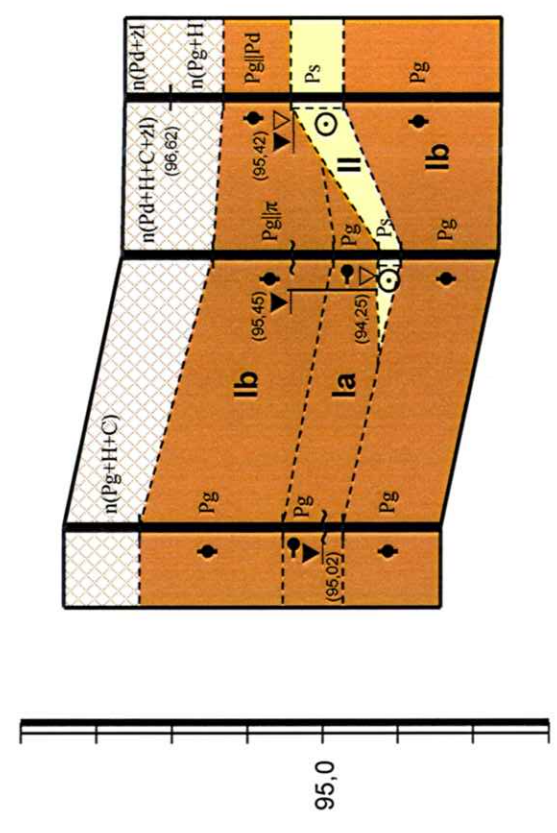 n(Pd+żl
n(Pg+H
n(Pd+H+C+żl)
(96,62)
n(Pg+H+C)
Pg||Pd
Ps
Pg
(95,42)
II
Ib
Pg||π
Pg
Ps
Pg
(95,45)
(94,25)
Ib
Ia
Pg
Pg
Pg
(95,02)
95,0